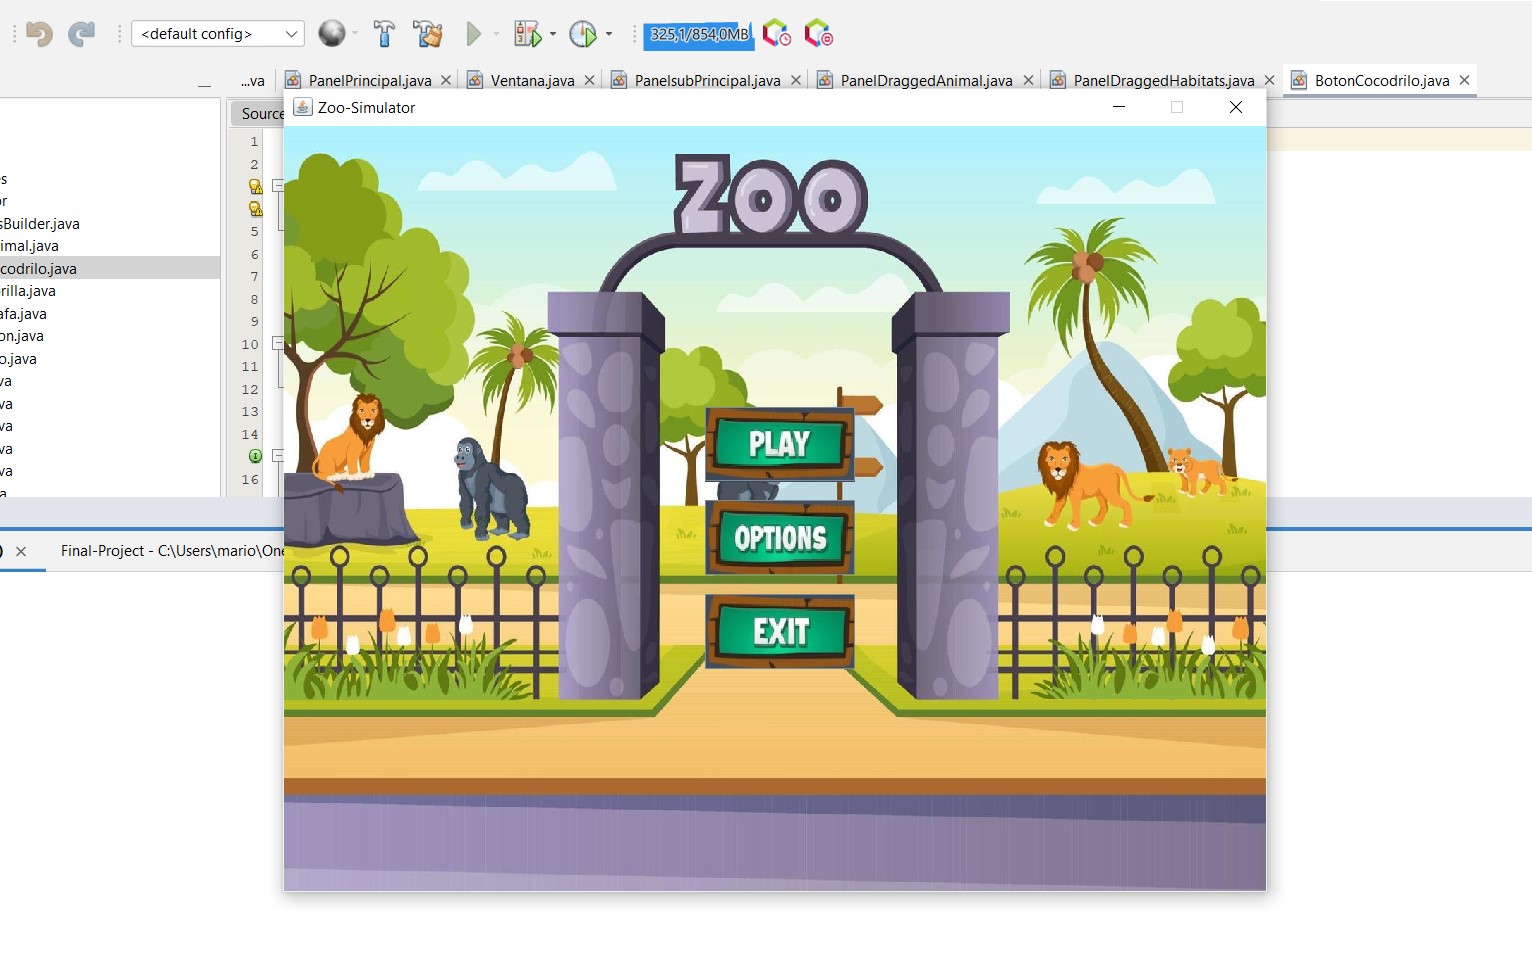 <default config>
325,1/854,0MB
...va
PanelPrincipal.java
Ventana.java
PanelsubPrincipal.java
PanelDraggedAnimal.java
PanelDraggedHabitats.java
BotonCocodrilo.java
Source
Zoo-Simulator
1
2
5
6
7
8
9
10
11
12
13
14
16
s
or
sBuilder.java
imal.java
codrilo.java
rilla.java
afa.java
on.java
o.java
va
va
va
va
va
a
ZOO
PLAY
OPTIONS
EXIT
Final-Project - C:\Users\mario\One